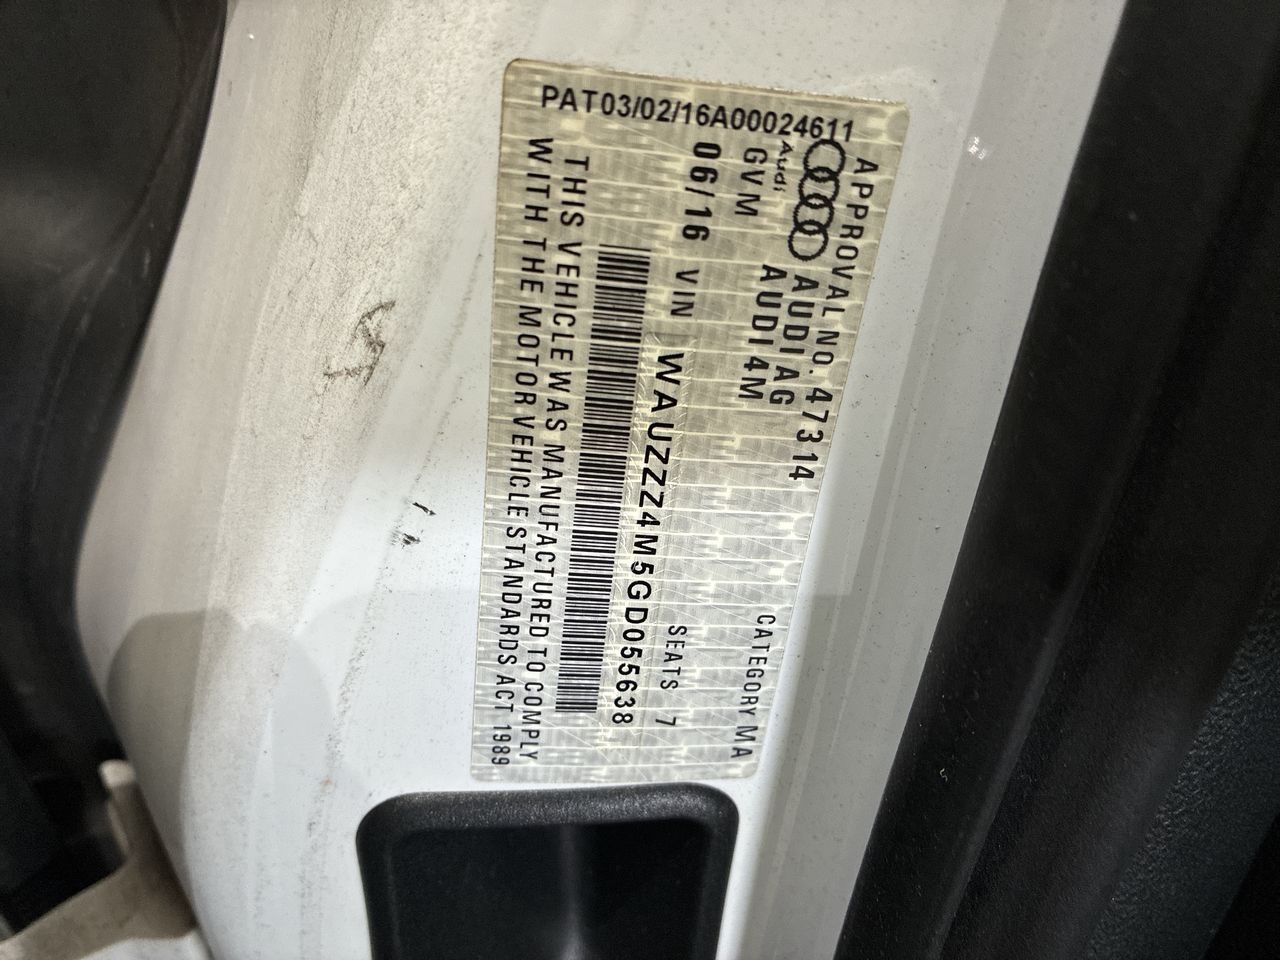 PAT03/02/16A00024611
APPROVAL NO. 47314 CATEGORY MA
Audi AUDI AG
GVM AUDI 4M
06/16 VIN SEATS 7
WAUZZZ4M5GD055638
THIS VEHICLE WAS MANUFACTURED TO COMPLY
WITH THE MOTOR VEHICLE STANDARDS ACT 1989